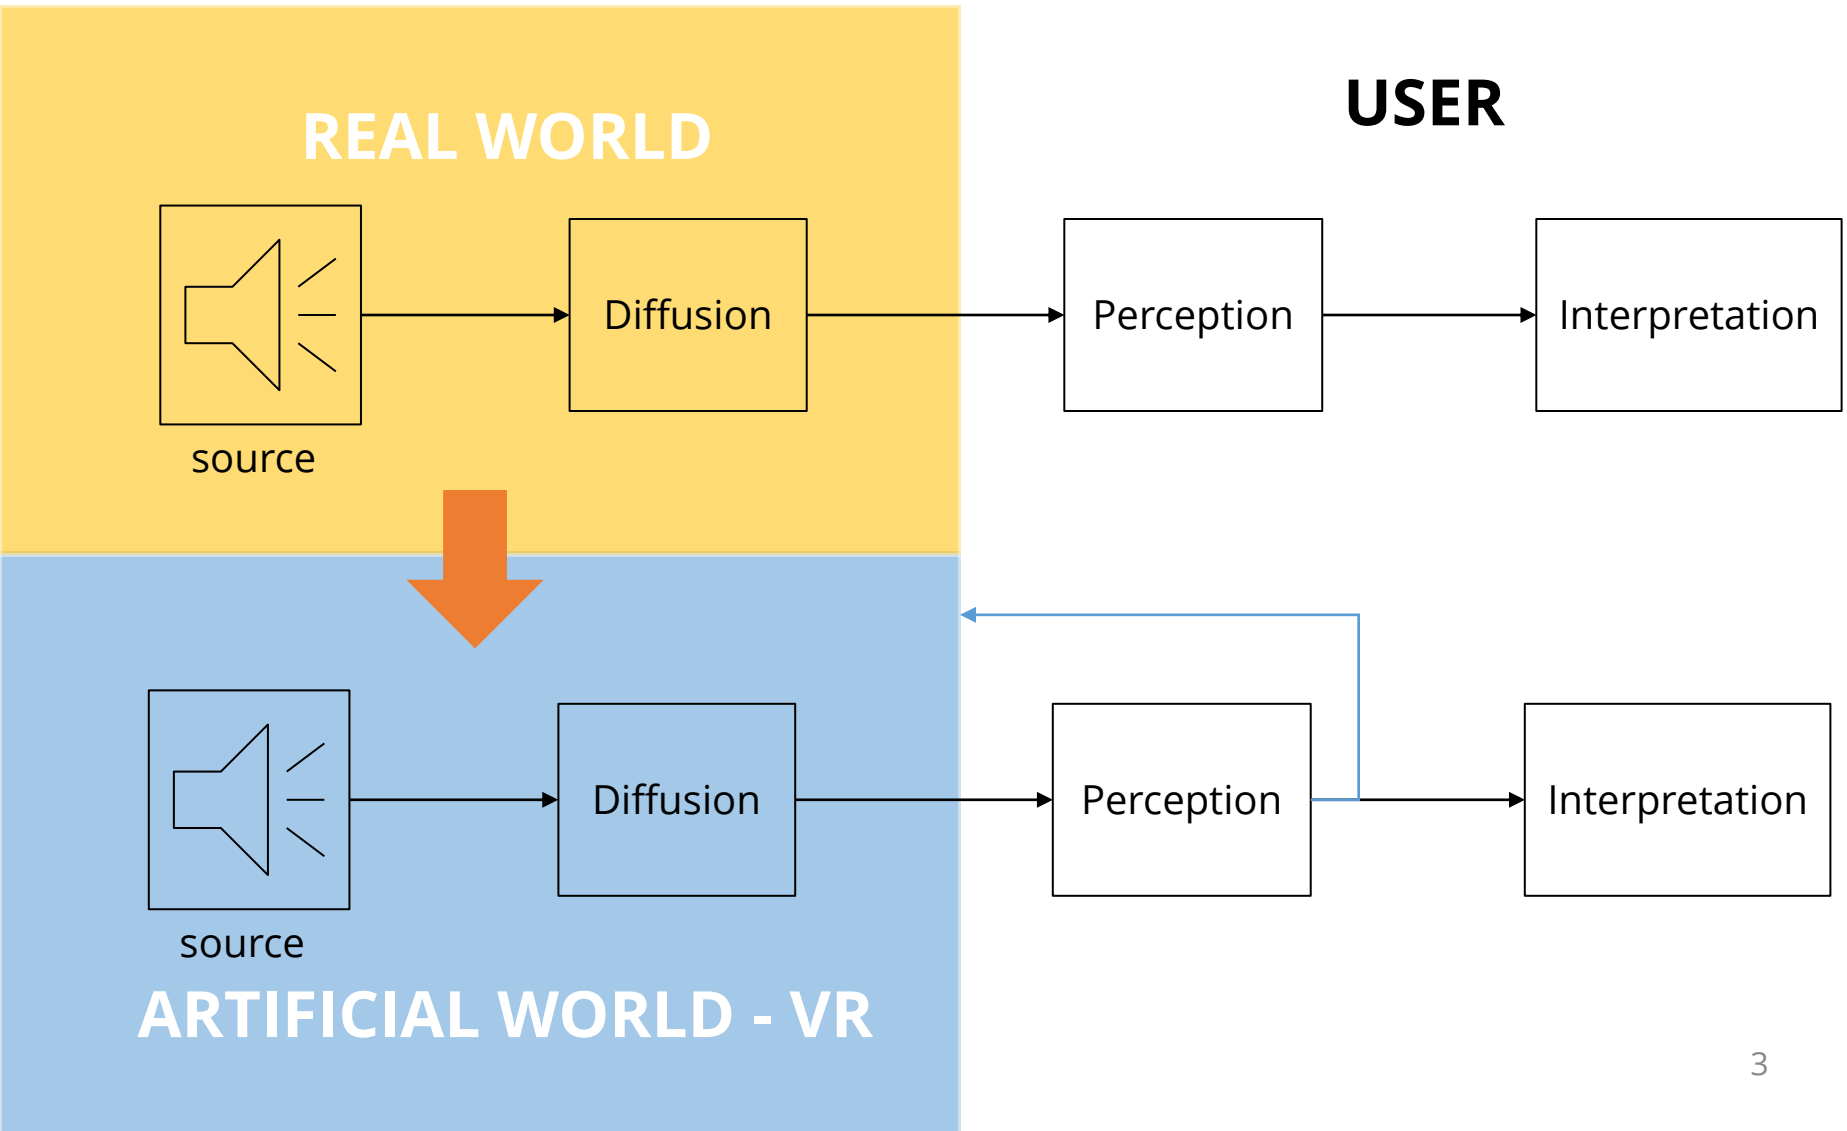 USER
REAL WORLD
Diffusion
Perception
Interpretation
source
Diffusion
Perception
Interpretation
source
ARTIFICIAL WORLD - VR
3